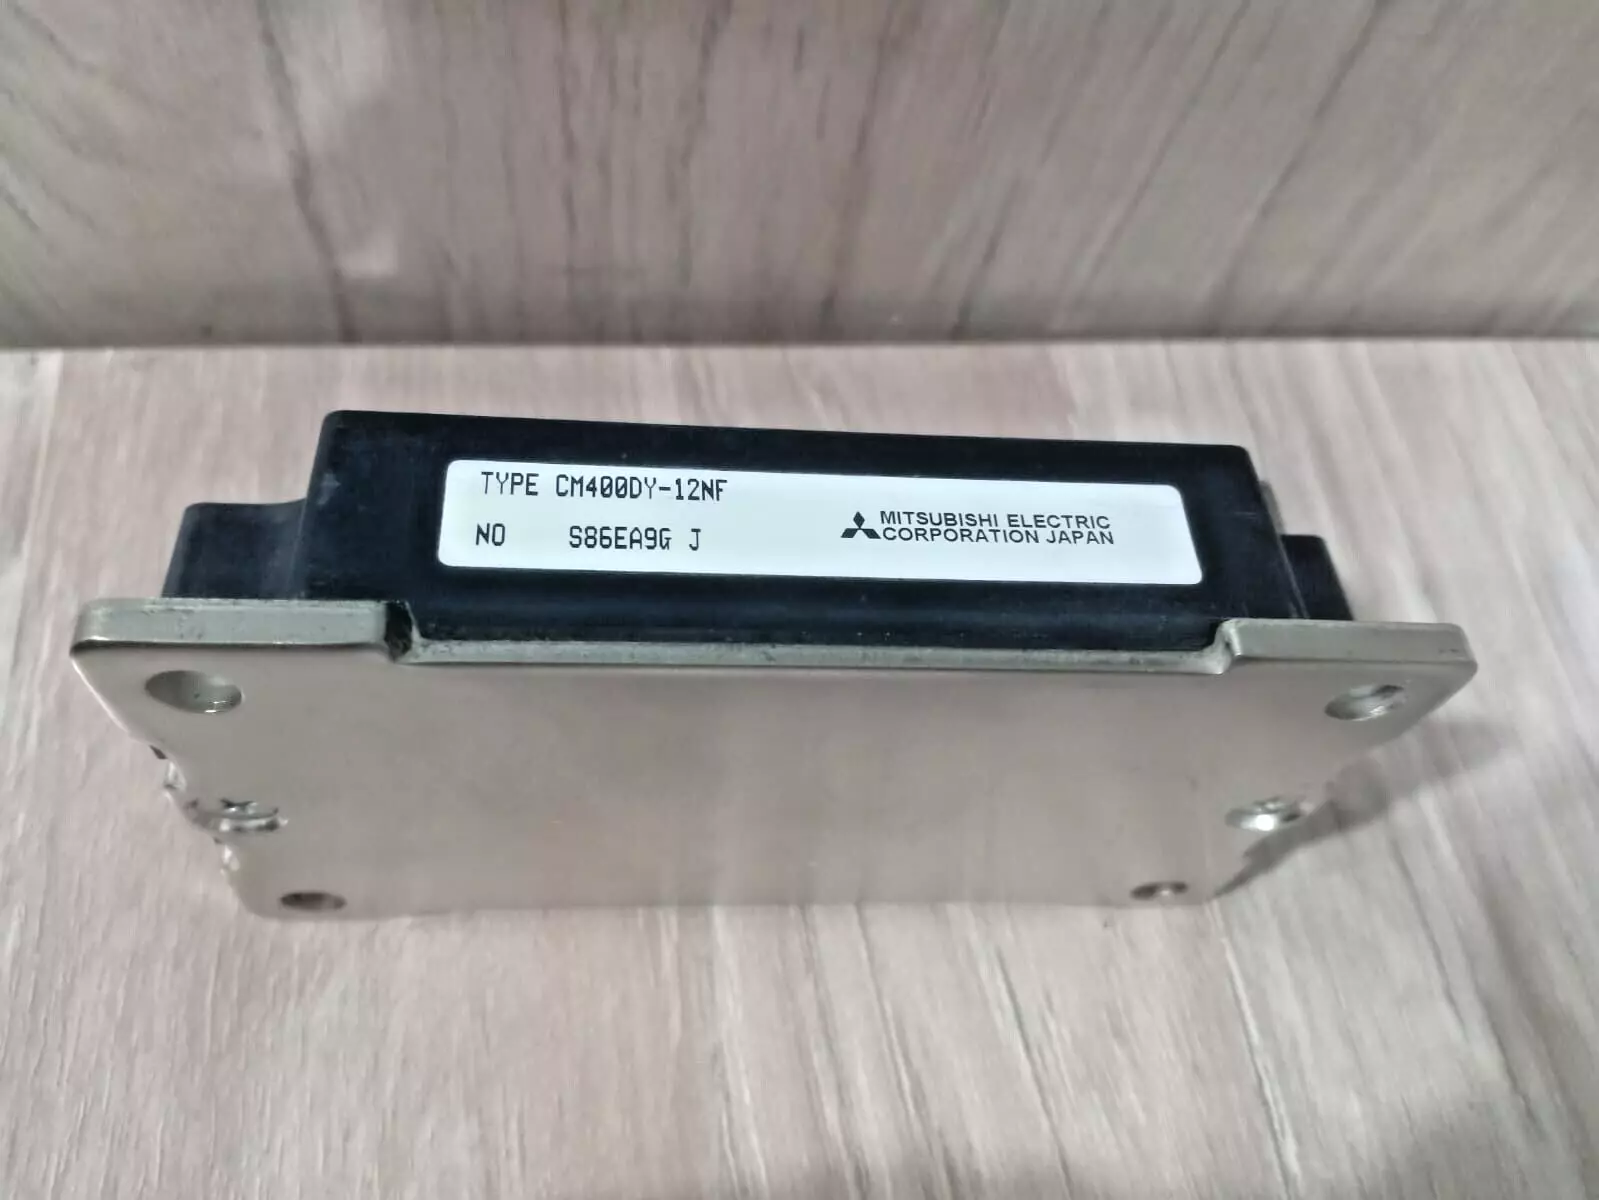 TYPE CM400DY-12NF
NO S86EA9G J
MITSUBISHI ELECTRIC
CORPORATION JAPAN